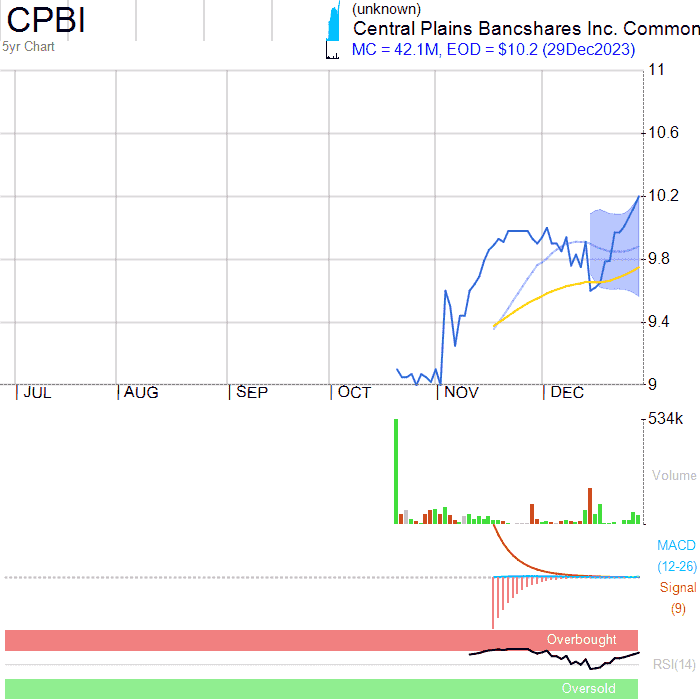 CPBI
5yr Chart
(unknown)
Central Plains Bancshares Inc. Common
MC = 42.1M, EOD = $10.2 (29Dec2023)
11
10.6
10.2
9.8
9.4
9
JUL AUG SEP OCT NOV DEC
534k
Volume
MACD
(12-26)
Signal
(9)
Overbought
RSI(14)
Oversold